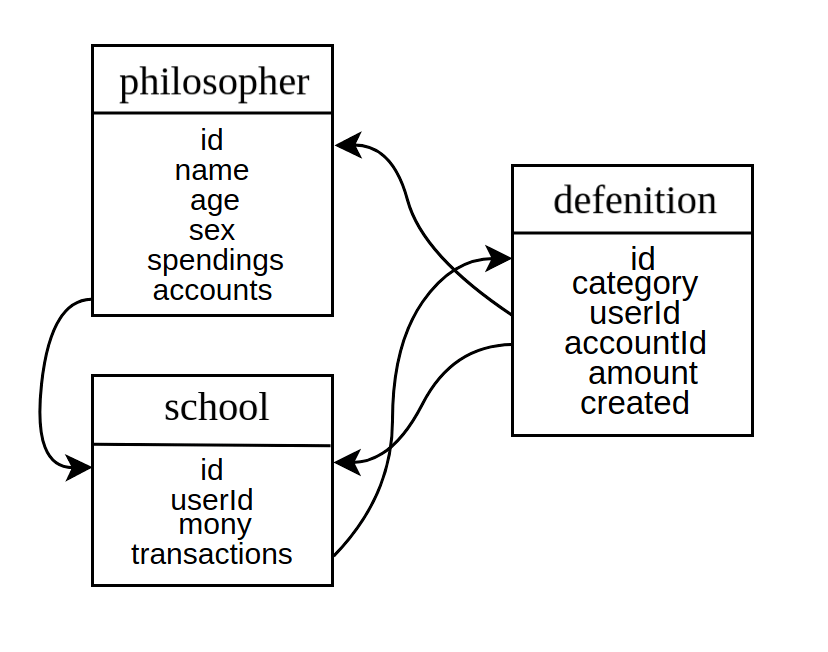 philosopher
id
name
age
sex
spendings
accounts
defenition
id
category
userId
accountId
amount
created
school
id
userId
mony
transactions